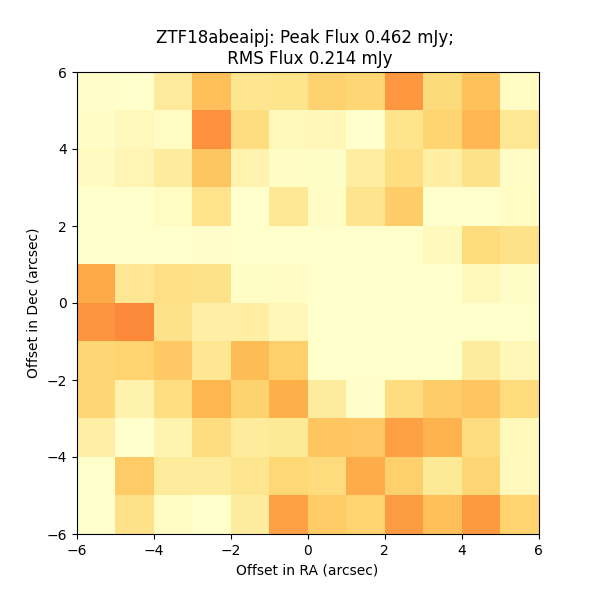 ZTF18abeaipj: Peak Flux 0.462 mJy;
RMS Flux 0.214 mJy
6
4
2
0
−2
−4
−6
Offset in Dec (arcsec)
−6 −4 −2 0 2 4 6
Offset in RA (arcsec)